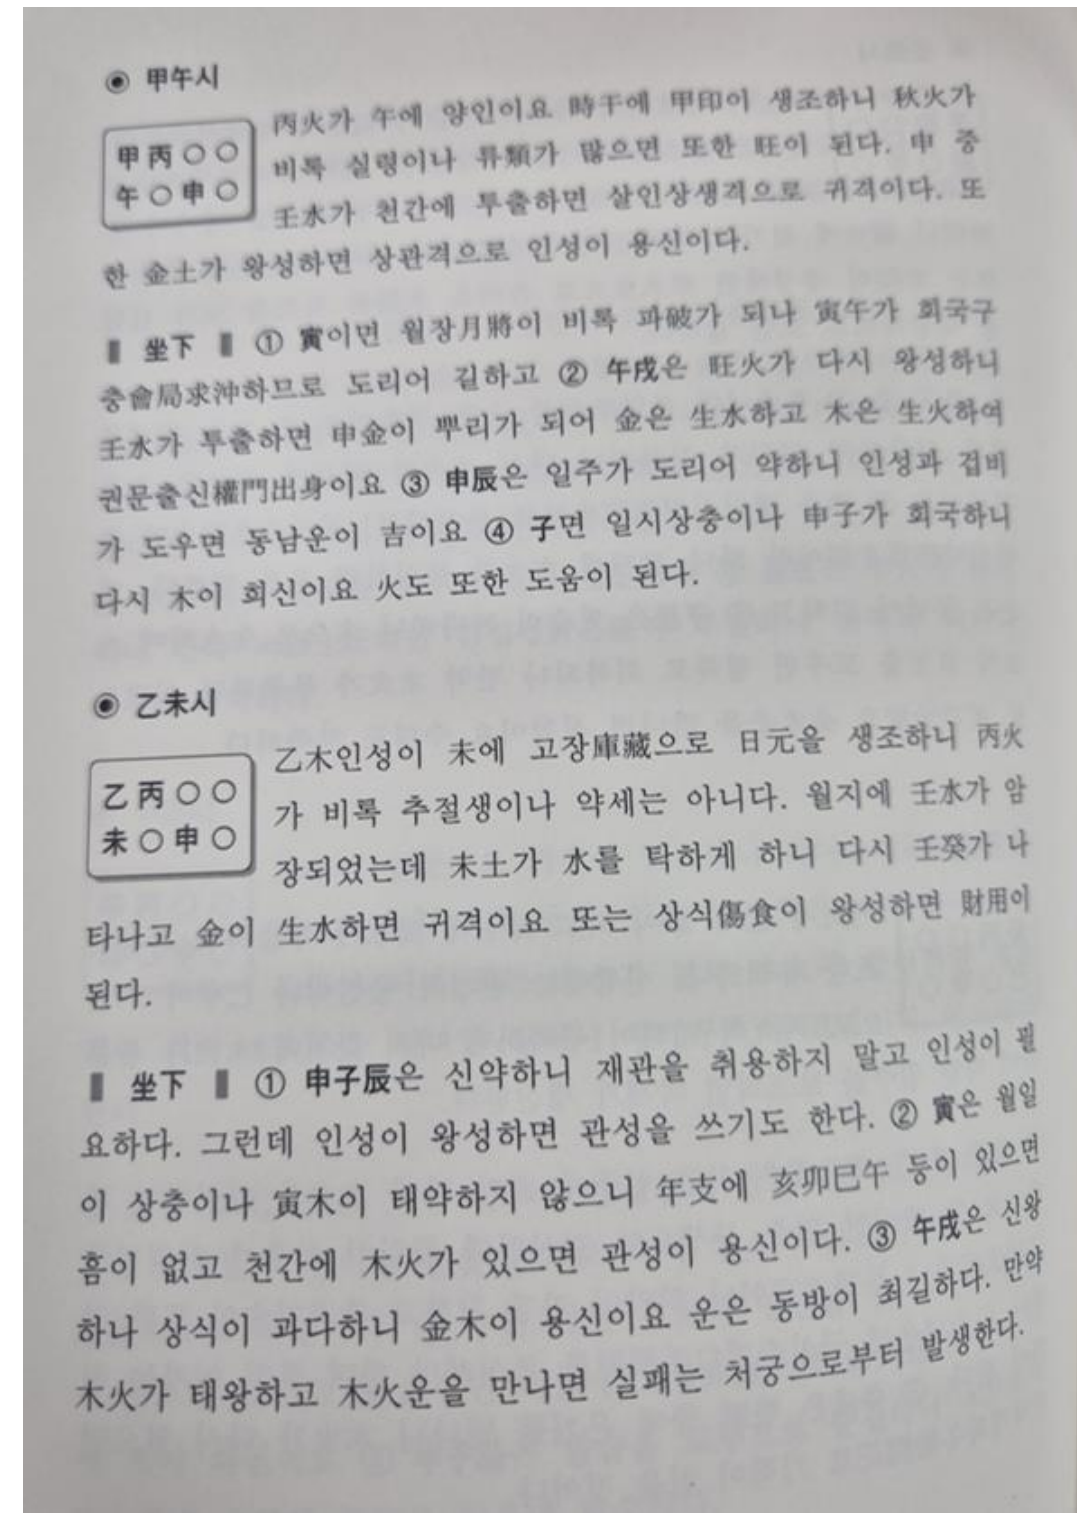 ◉ 甲午시
甲丙○○
午○申○
丙火가 午에 양인이요 時干에 甲印이 생조하니 秋火가
비록 실령이나 류類가 많으면 또한 旺이 된다. 申 중
壬水가 천간에 투출하면 살인상생격으로 귀격이다. 또
한 金土가 왕성하면 상관격으로 인성이 용신이다.
▌ 坐下 ▌ ① 寅이면 월장月將이 비록 파破가 되나 寅午가 회국구
충會局求沖하므로 도리어 길하고 ② 午戌은 旺火가 다시 왕성하니
壬水가 투출하면 申金이 뿌리가 되어 金은 生水하고 木은 生火하여
권문출신權門出身이요 ③ 申辰은 일주가 도리어 약하니 인성과 겁비
가 도우면 동남운이 吉이요 ④ 子면 일시상충이나 申子가 회국하니
다시 木이 희신이요 火도 또한 도움이 된다.
◉ 乙未시
乙丙○○
未○申○
乙木인성이 未에 고장庫藏으로 日元을 생조하니 丙火
가 비록 추절생이나 약세는 아니다. 월지에 壬水가 암
장되었는데 未土가 水를 탁하게 하니 다시 壬癸가 나
타나고 金이 生水하면 귀격이요 또는 상식傷食이 왕성하면 財用이
된다.
▌ 坐下 ▌ ① 申子辰은 신약하니 재관을 취용하지 말고 인성이 필
요하다. 그런데 인성이 왕성하면 관성을 쓰기도 한다. ② 寅은 월일
이 상충이나 寅木이 태약하지 않으니 年支에 亥卯巳午 등이 있으면
흠이 없고 천간에 木火가 있으면 관성이 용신이다. ③ 午戌은 신왕
하나 상식이 과다하니 金木이 용신이요 운은 동방이 최길하다. 만약
木火가 태왕하고 木火운을 만나면 실패는 처궁으로부터 발생한다.